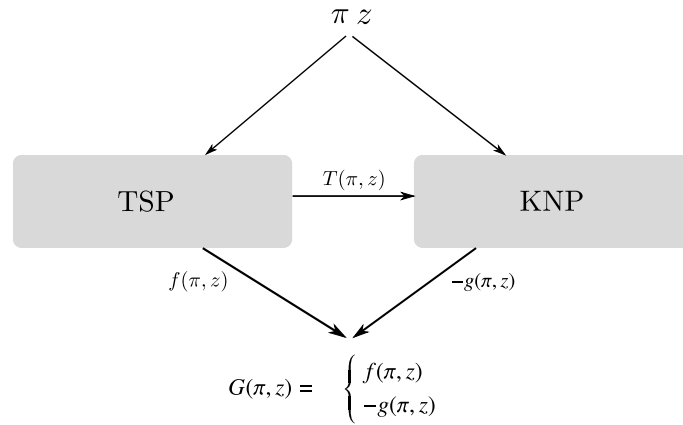 π z
TSP
T(π, z)
KNP
f(π, z)
−g(π, z)
G(π, z) = { f(π, z)
−g(π, z)